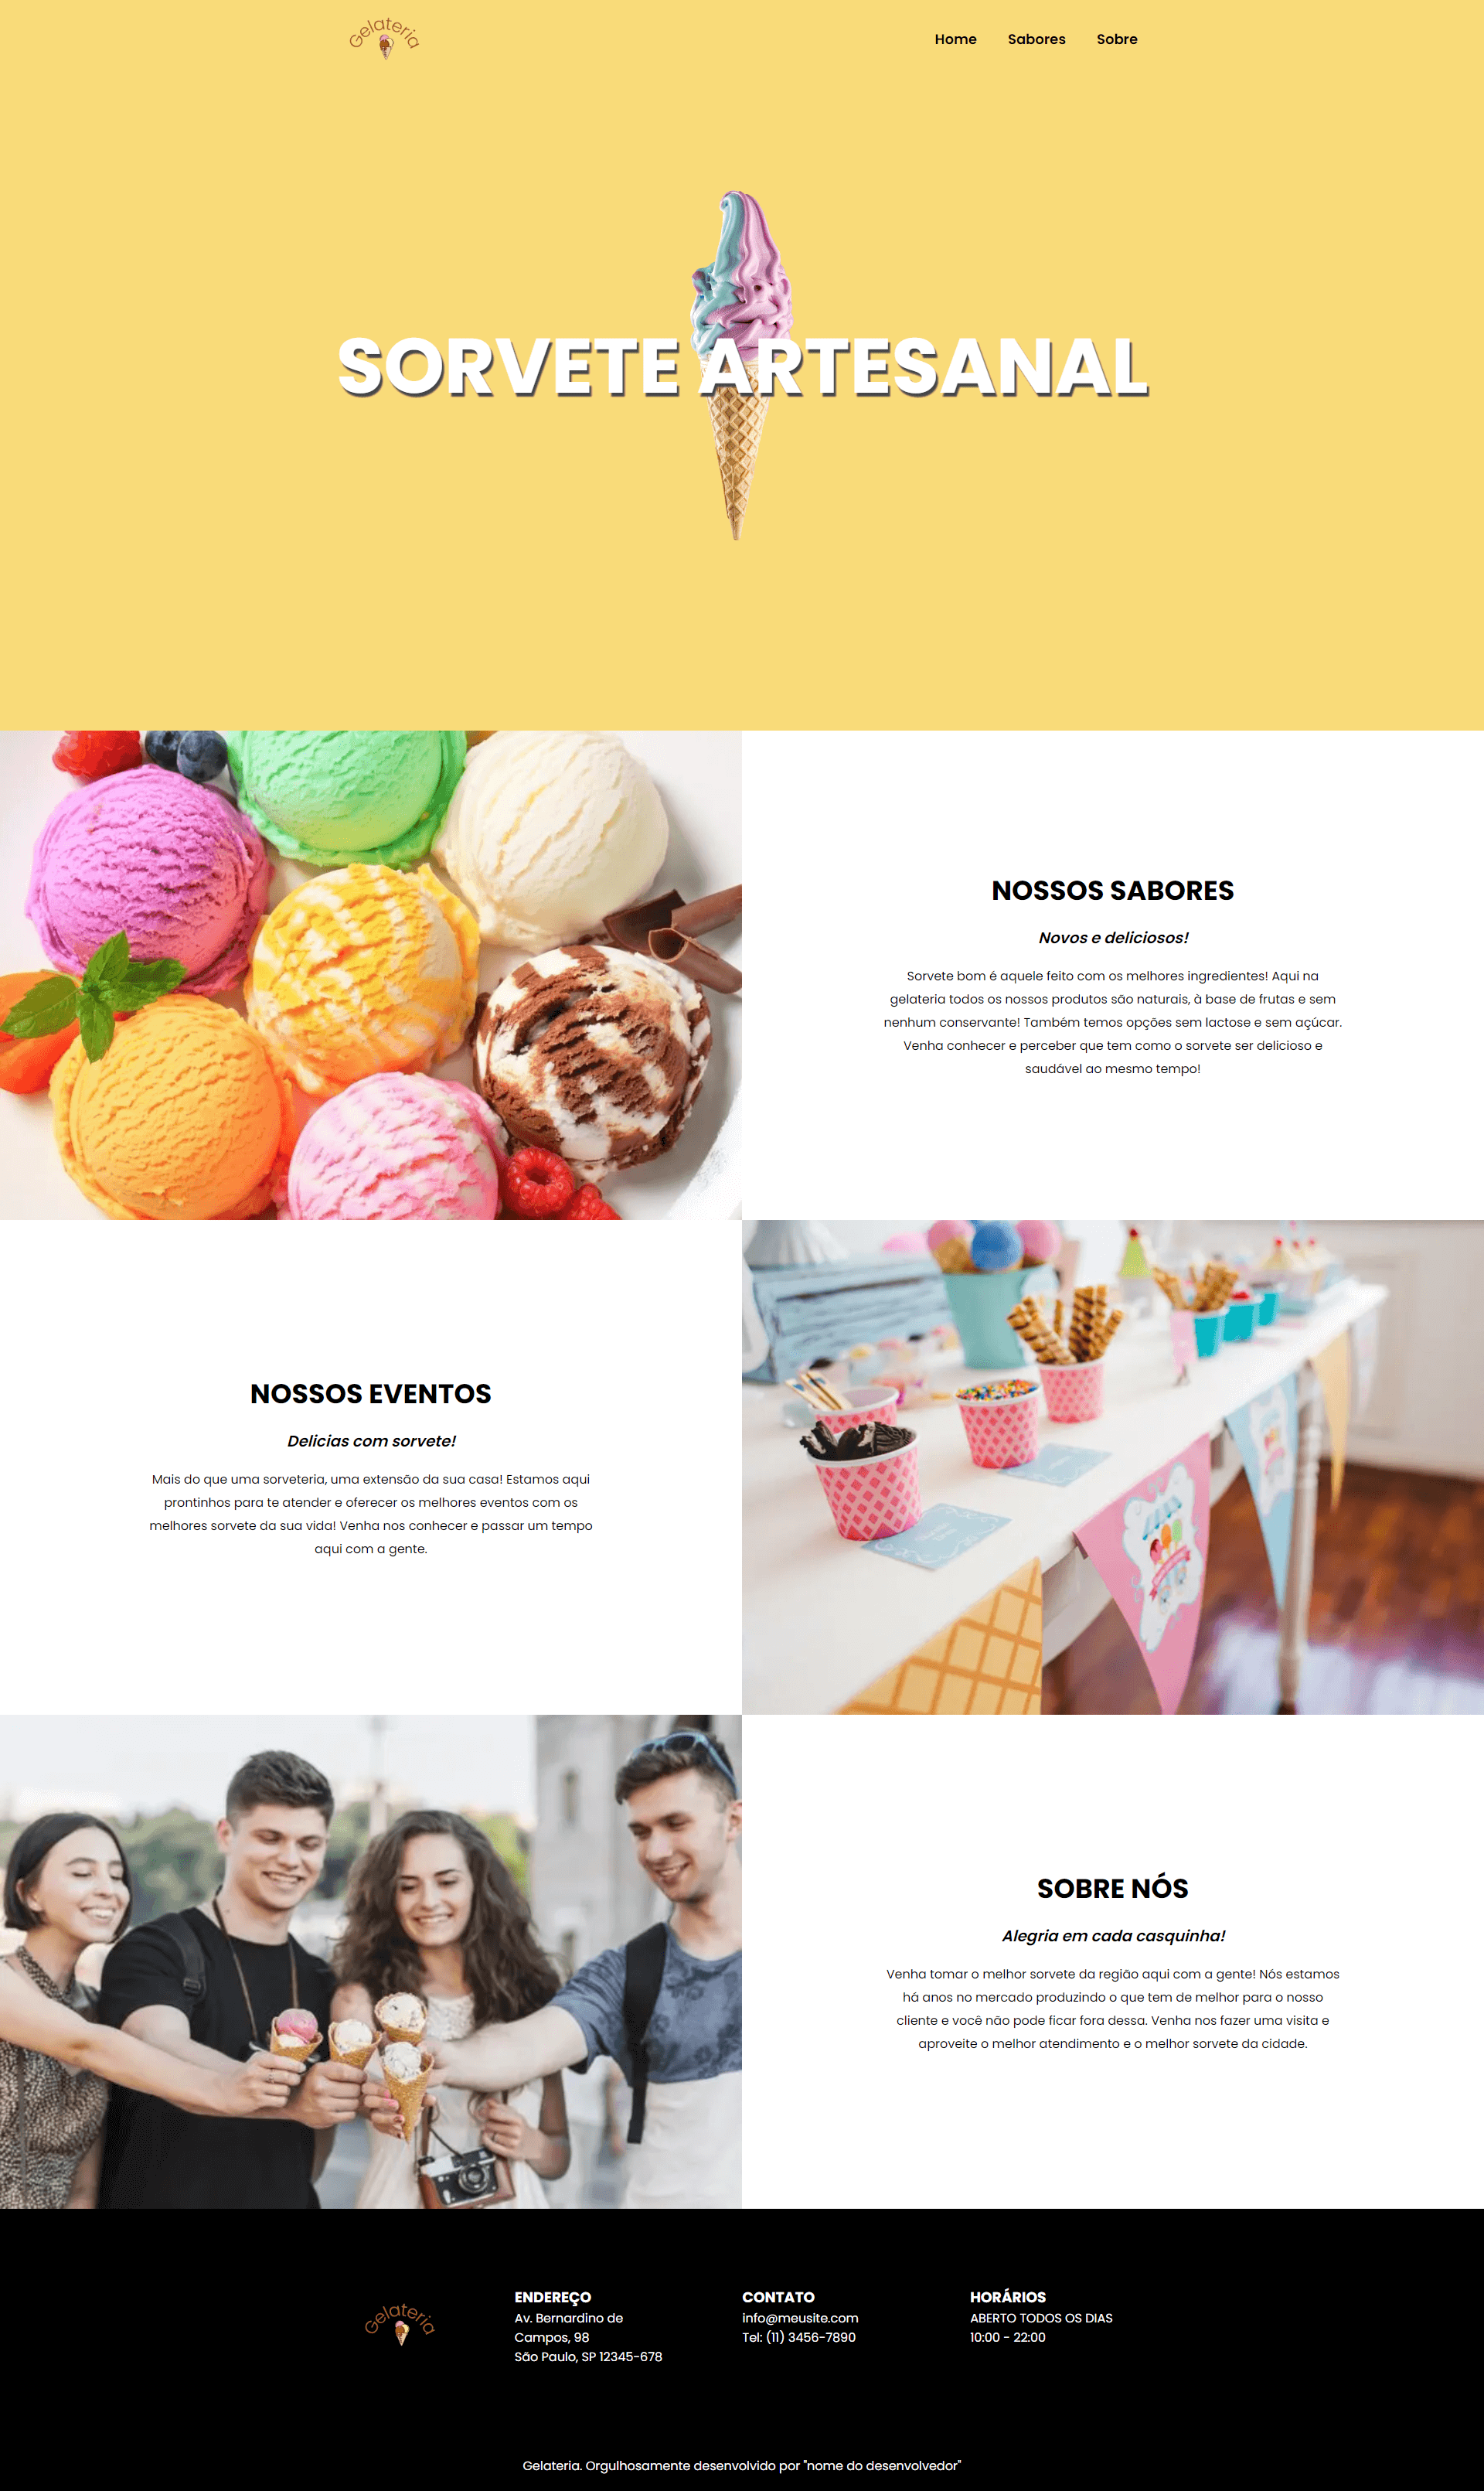 Gelateria
Home
Sabores
Sobre
SORVETE ARTESANAL
NOSSOS SABORES
Novos e deliciosos!
Sorvete bom é aquele feito com os melhores ingredientes! Aqui na
gelateria todos os nossos produtos são naturais, à base de frutas e sem
nenhum conservante! Também temos opções sem lactose e sem açúcar.
Venha conhecer e perceber que tem como o sorvete ser delicioso e
saudável ao mesmo tempo!
NOSSOS EVENTOS
Delicias com sorvete!
Mais do que uma sorveteria, uma extensão da sua casa! Estamos aqui
prontinhos para te atender e oferecer os melhores eventos com os
melhores sorvete da sua vida! Venha nos conhecer e passar um tempo
aqui com a gente.
SOBRE NÓS
Alegria em cada casquinha!
Venha tomar o melhor sorvete da região aqui com a gente! Nós estamos
há anos no mercado produzindo o que tem de melhor para o nosso
cliente e você não pode ficar fora dessa. Venha nos fazer uma visita e
aproveite o melhor atendimento e o melhor sorvete da cidade.
Gelateria
ENDEREÇO
Av. Bernardino de
Campos, 98
São Paulo, SP 12345-678
CONTATO
info@meusite.com
Tel: (11) 3456-7890
HORÁRIOS
ABERTO TODOS OS DIAS
10:00 - 22:00
Gelateria. Orgulhosamente desenvolvido por "nome do desenvolvedor"